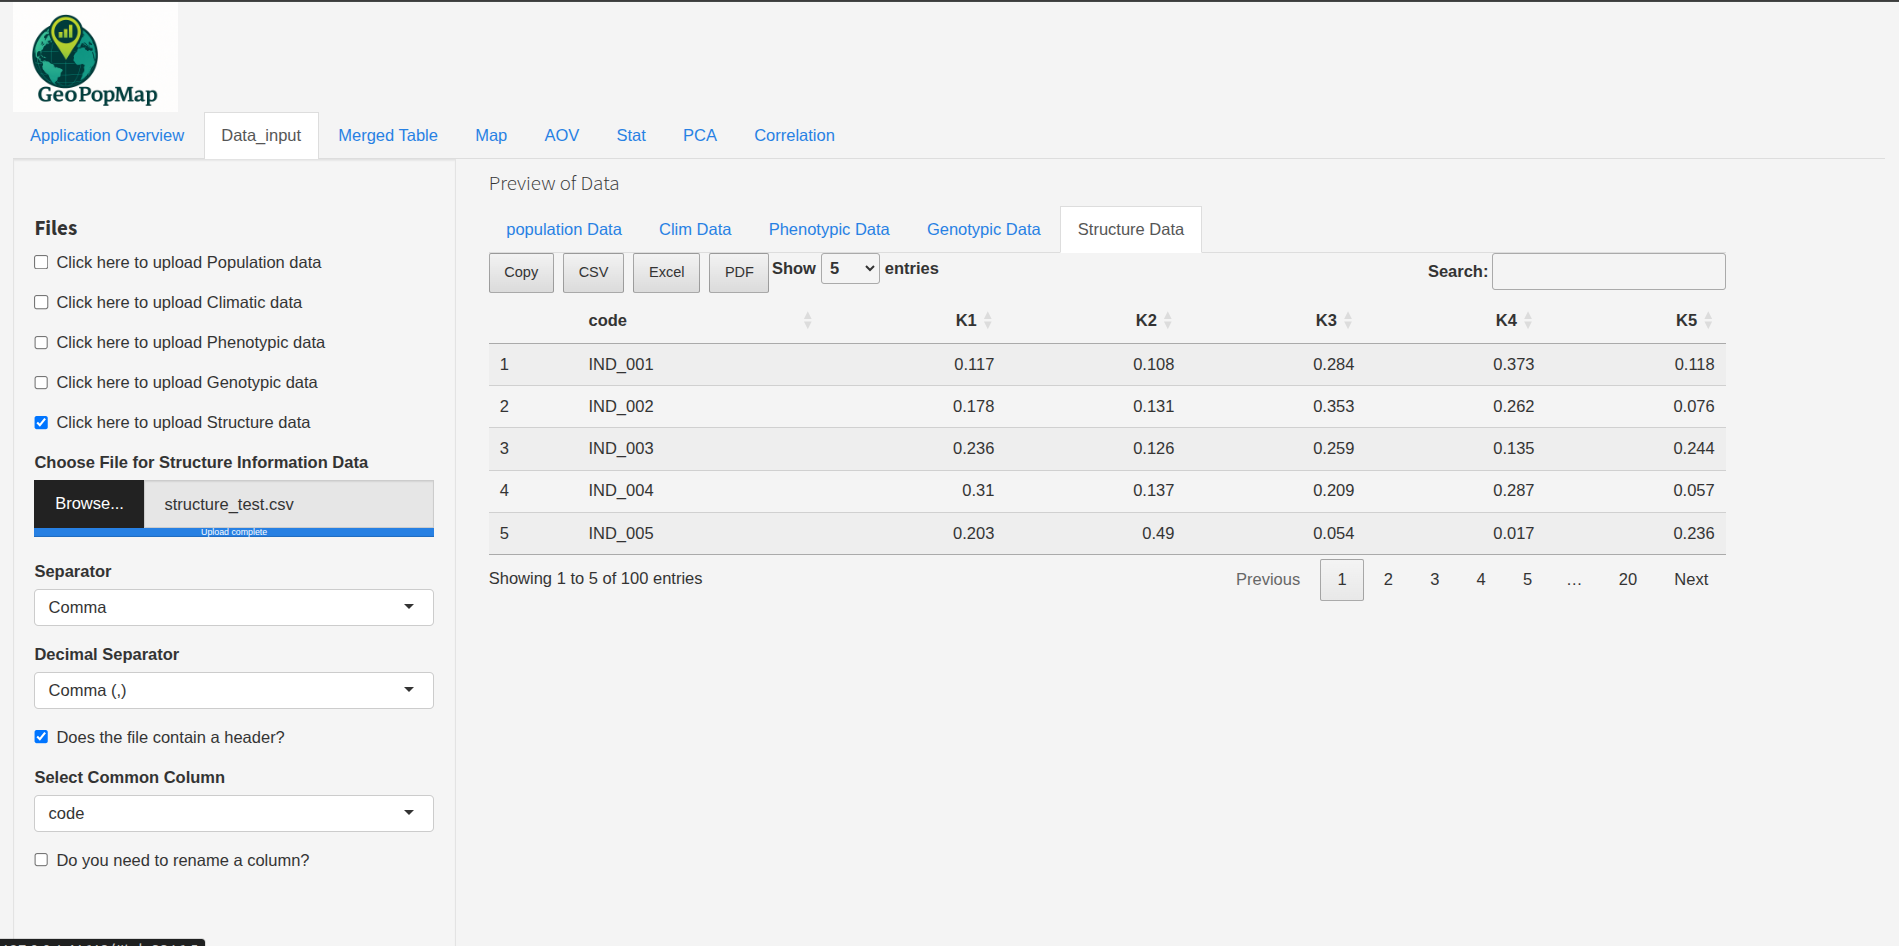 GeoPopMap
Application Overview Data_input Merged Table Map AOV Stat PCA Correlation
Files
Click here to upload Population data
Click here to upload Climatic data
Click here to upload Phenotypic data
Click here to upload Genotypic data
Click here to upload Structure data
Choose File for Structure Information Data
Browse... structure_test.csv
Upload complete
Separator
Comma
Decimal Separator
Comma (,)
Does the file contain a header?
Select Common Column
code
Do you need to rename a column?
Preview of Data
population Data Clim Data Phenotypic Data Genotypic Data Structure Data
Copy CSV Excel PDF Show 5 entries Search:
code K1 K2 K3 K4 K5
1 IND_001 0.117 0.108 0.284 0.373 0.118
2 IND_002 0.178 0.131 0.353 0.262 0.076
3 IND_003 0.236 0.126 0.259 0.135 0.244
4 IND_004 0.31 0.137 0.209 0.287 0.057
5 IND_005 0.203 0.49 0.054 0.017 0.236
Showing 1 to 5 of 100 entries Previous 1 2 3 4 5 … 20 Next